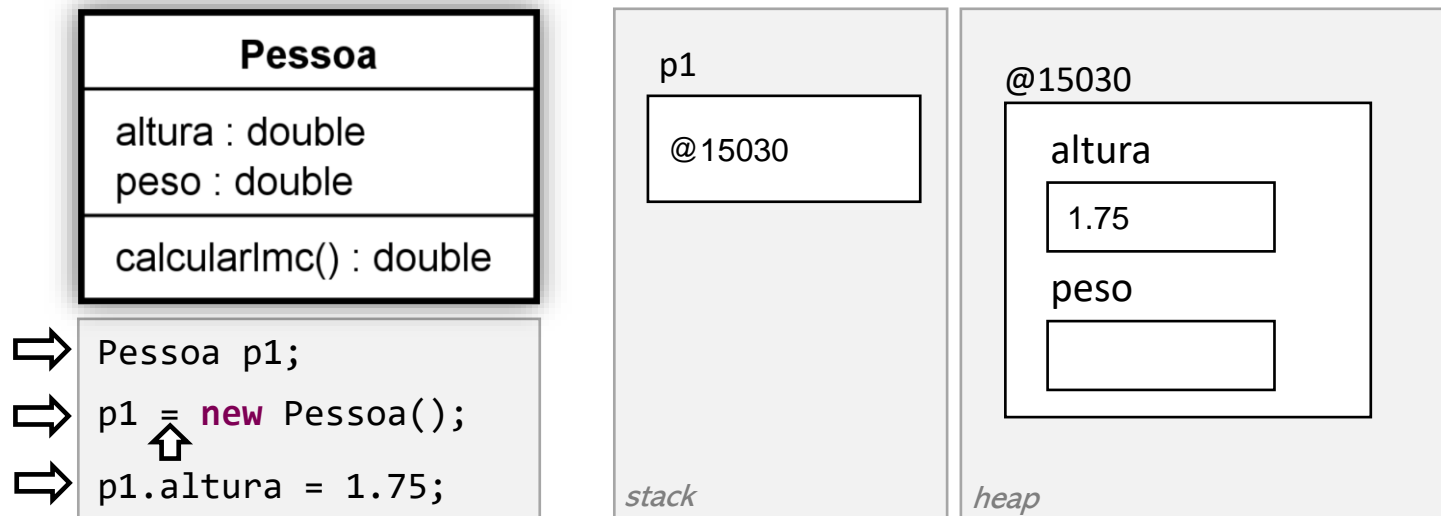 Pessoa
altura : double
peso : double
calcularImc() : double
Pessoa p1;
p1 = new Pessoa();
p1.altura = 1.75;
p1
@15030
stack
@15030
altura
1.75
peso
heap